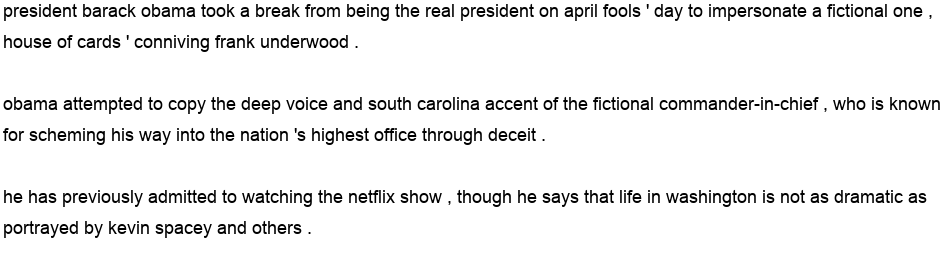 president barack obama took a break from being the real president on april fools ' day to impersonate a fictional one ,
house of cards ' conniving frank underwood .
obama attempted to copy the deep voice and south carolina accent of the fictional commander-in-chief , who is known
for scheming his way into the nation 's highest office through deceit .
he has previously admitted to watching the netflix show , though he says that life in washington is not as dramatic as
portrayed by kevin spacey and others .